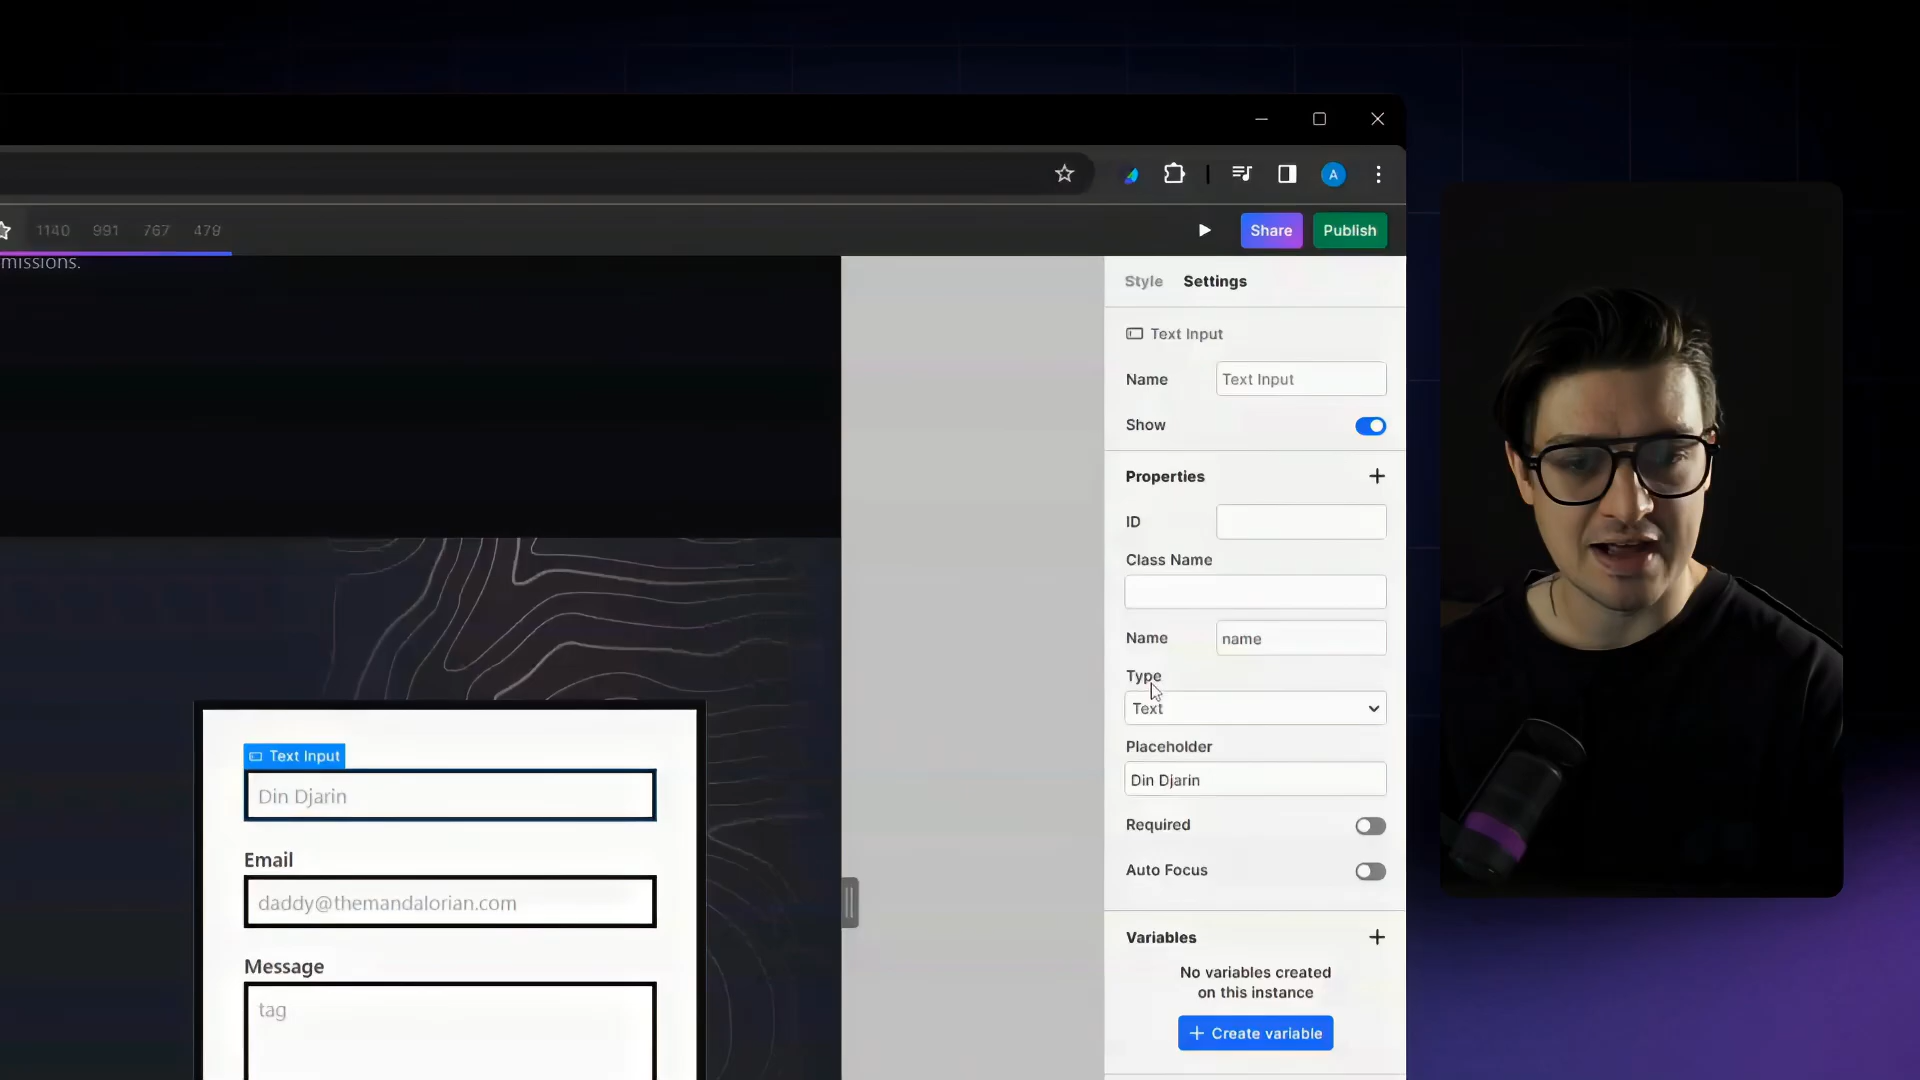 A
1140 991 767 479
Share Publish
missions.
Style Settings
Text Input
Name Text Input
Show
Properties
ID
Class Name
Name name
Type
Text
Placeholder
Din Djarin
Required
Auto Focus
Variables
No variables created
on this instance
Create variable
Text Input
Din Djarin
Email
daddy@themandalorian.com
Message
tag